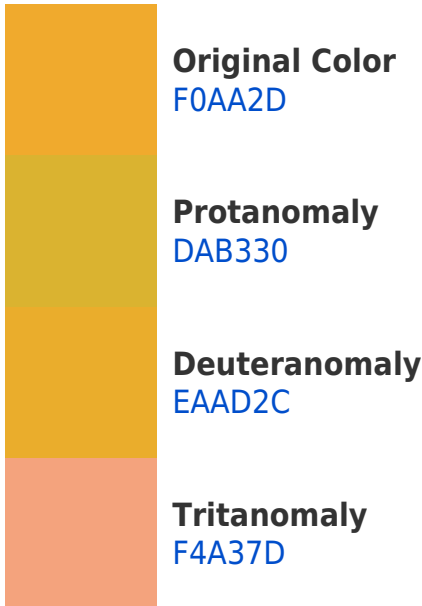 Original Color
F0AA2D
Protanomaly
DAB330
Deuteranomaly
EAAD2C
Tritanomaly
F4A37D